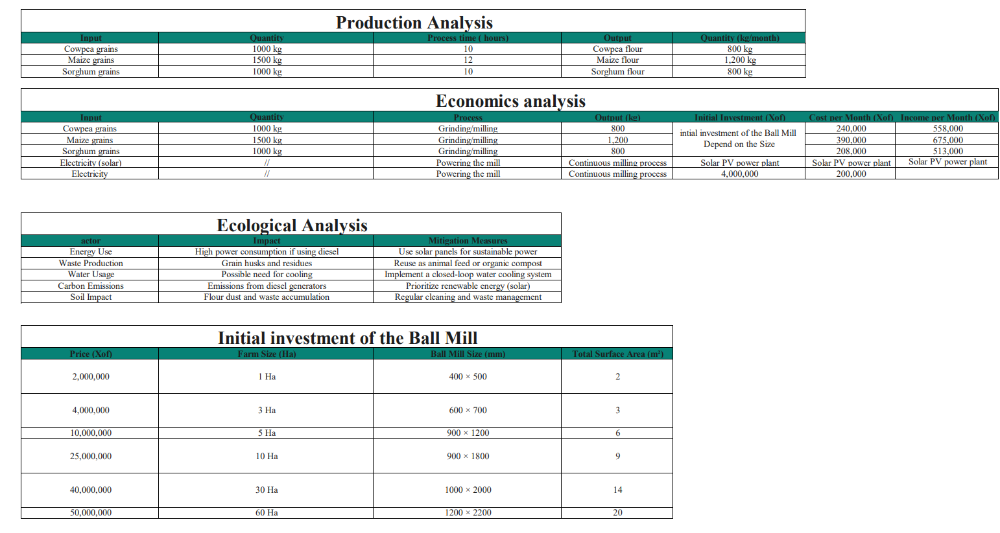 Production Analysis
Input Quantity Process time ( hours) Output Quantity (kg/month)
Cowpea grains 1000 kg 10 Cowpea flour 800 kg
Maize grains 1500 kg 12 Maize flour 1,200 kg
Sorghum grains 1000 kg 10 Sorghum flour 800 kg
Economics analysis
Input Quantity Process Output (kg) Initial Investment (Xof) Cost per Month (Xof) Income per Month (Xof)
Cowpea grains 1000 kg Grinding/milling 800 intial investment of the Ball Mill 240,000 558,000
Maize grains 1500 kg Grinding/milling 1,200 Depend on the Size 390,000 675,000
Sorghum grains 1000 kg Grinding/milling 800 208,000 513,000
Electricity (solar) // Powering the mill Continuous milling process Solar PV power plant Solar PV power plant Solar PV power plant
Electricity // Powering the mill Continuous milling process 4,000,000 200,000
Ecological Analysis
actor Impact Mitigation Measures
Energy Use High power consumption if using diesel Use solar panels for sustainable power
Waste Production Grain husks and residues Reuse as animal feed or organic compost
Water Usage Possible need for cooling Implement a closed-loop water cooling system
Carbon Emissions Emissions from diesel generators Prioritize renewable energy (solar)
Soil Impact Flour dust and waste accumulation Regular cleaning and waste management
Initial investment of the Ball Mill
Price (Xof) Farm Size (Ha) Ball Mill Size (mm) Total Surface Area (m²)
2,000,000 1 Ha 400 × 500 2
4,000,000 3 Ha 600 × 700 3
10,000,000 5 Ha 900 × 1200 6
25,000,000 10 Ha 900 × 1800 9
40,000,000 30 Ha 1000 × 2000 14
50,000,000 60 Ha 1200 × 2200 20